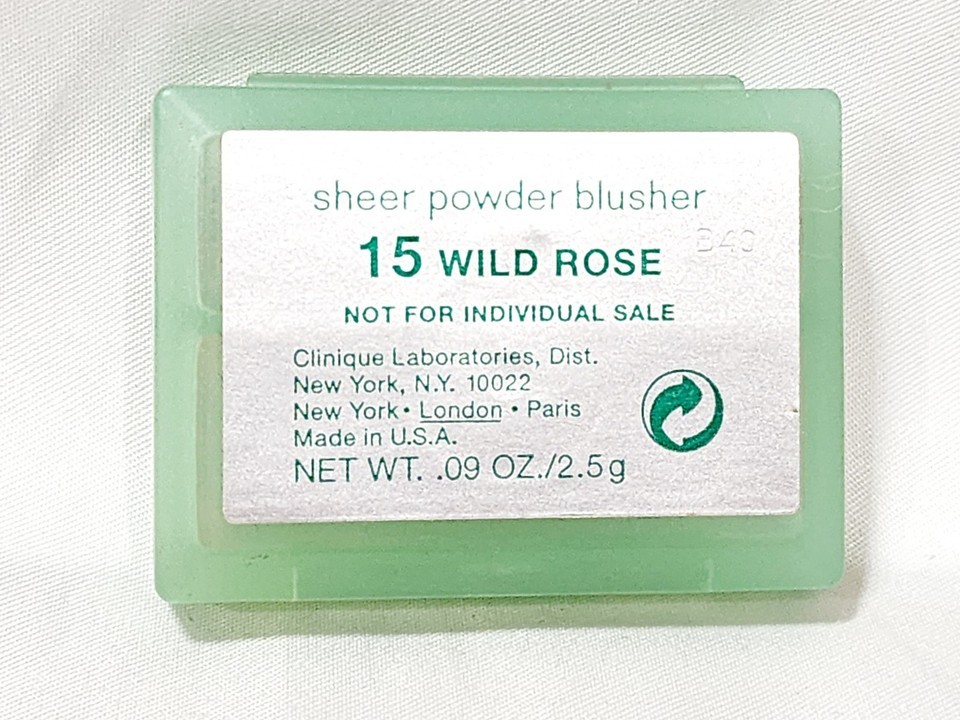 sheer powder blusher
15 WILD ROSE
B40
NOT FOR INDIVIDUAL SALE
Clinique Laboratories, Dist.
New York, N.Y. 10022
New York • London • Paris
Made in U.S.A.
NET WT. .09 OZ./2.5g